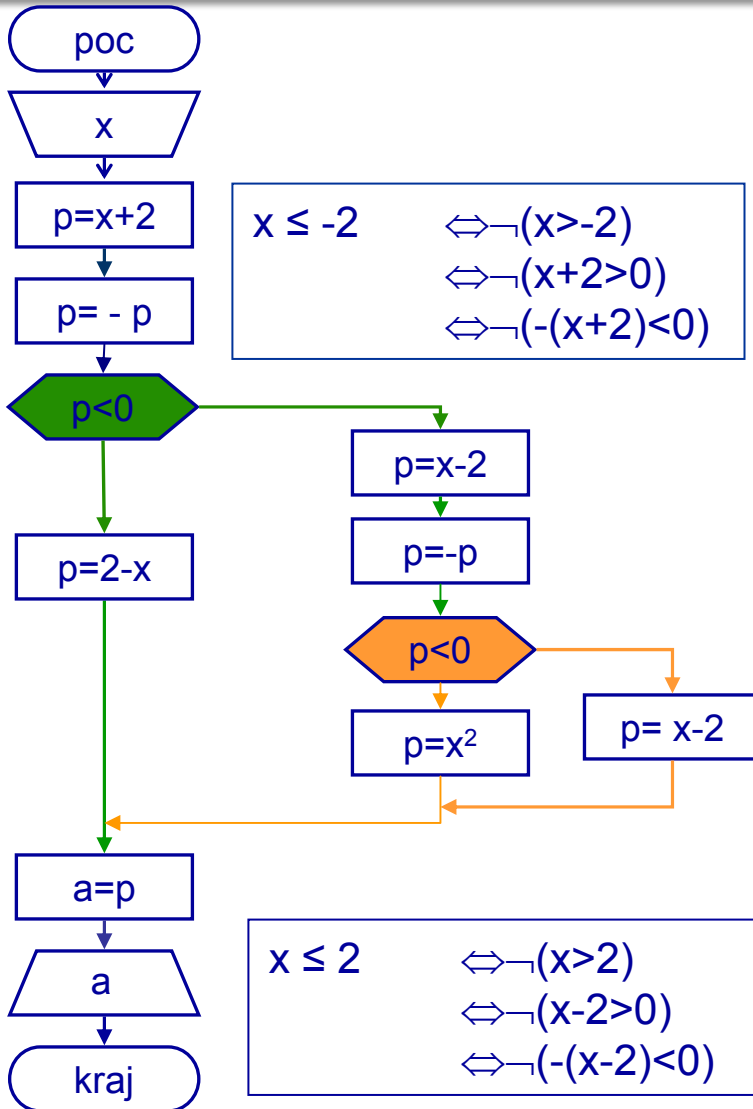 poc
x
p=x+2
x ≤ -2 ⇔¬(x>-2)
⇔¬(x+2>0)
⇔¬(-(x+2)<0)
p= - p
p<0
p=x-2
p=-p
p=2-x
p<0
p=x²
p= x-2
a=p
a
x ≤ 2 ⇔¬(x>2)
⇔¬(x-2>0)
⇔¬(-(x-2)<0)
kraj